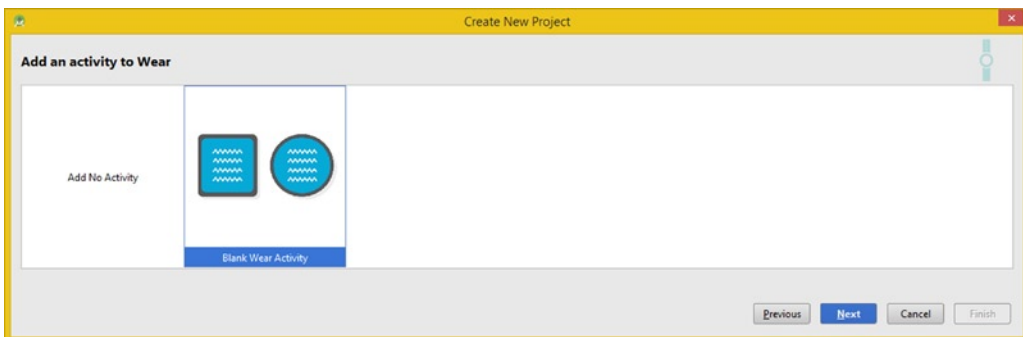 Create New Project
Add an activity to Wear
Add No Activity
Blank Wear Activity
Previous
Next
Cancel
Finish